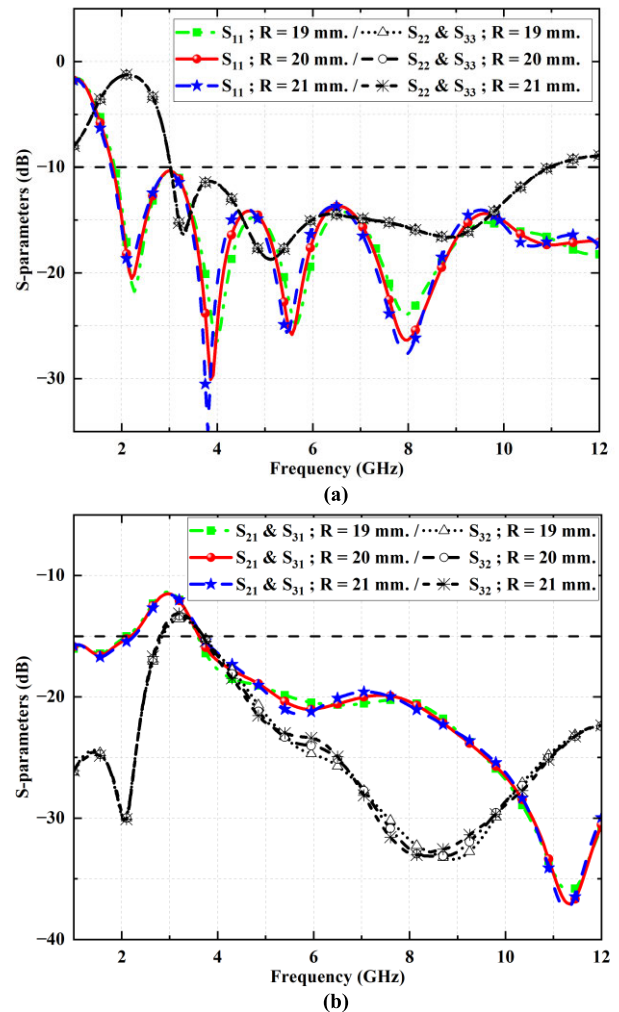 (a)
S₁₁ ; R = 19 mm. / S₂₂ & S₃₃ ; R = 19 mm.
S₁₁ ; R = 20 mm. / S₂₂ & S₃₃ ; R = 20 mm.
S₁₁ ; R = 21 mm. / S₂₂ & S₃₃ ; R = 21 mm.
0
−10
−20
−30
S-parameters (dB)
2 4 6 8 10 12
Frequency (GHz)
(a)
S₂₁ & S₃₁ ; R = 19 mm. / S₃₂ ; R = 19 mm.
S₂₁ & S₃₁ ; R = 20 mm. / S₃₂ ; R = 20 mm.
S₂₁ & S₃₁ ; R = 21 mm. / S₃₂ ; R = 21 mm.
−10
−20
−30
−40
S-parameters (dB)
2 4 6 8 10 12
Frequency (GHz)
(b)